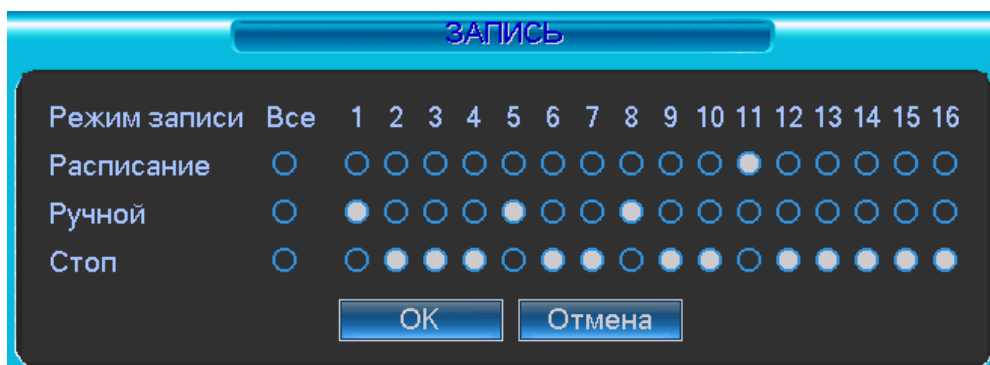 ЗАПИСЬ
Режим записи Все 1 2 3 4 5 6 7 8 9 10 11 12 13 14 15 16
Расписание
Ручной
Стоп
OK Отмена